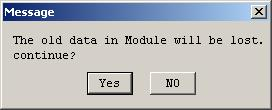 Message
The old data in Module will be lost.
continue?
Yes NO